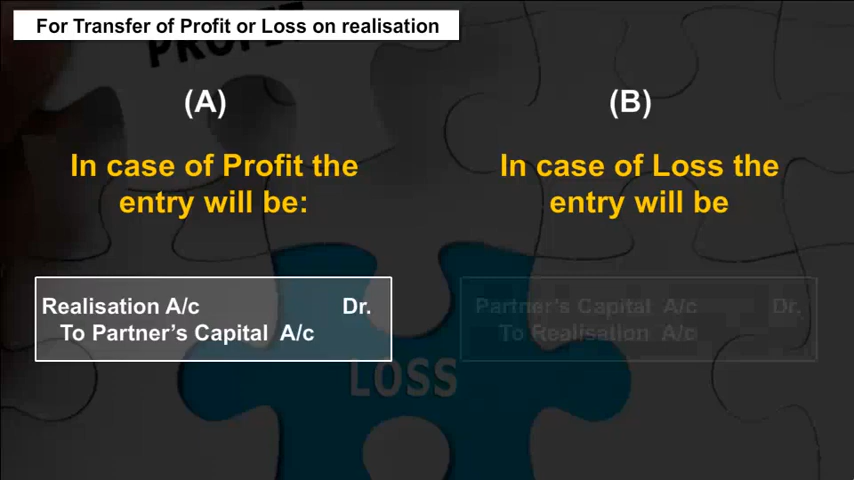 For Transfer of Profit or Loss on realisation
PROFIT
(A)
In case of Profit the
entry will be:
Realisation A/c Dr.
To Partner's Capital A/c
(B)
In case of Loss the
entry will be
Partner's Capital A/c Dr.
To Realisation A/c
LOSS